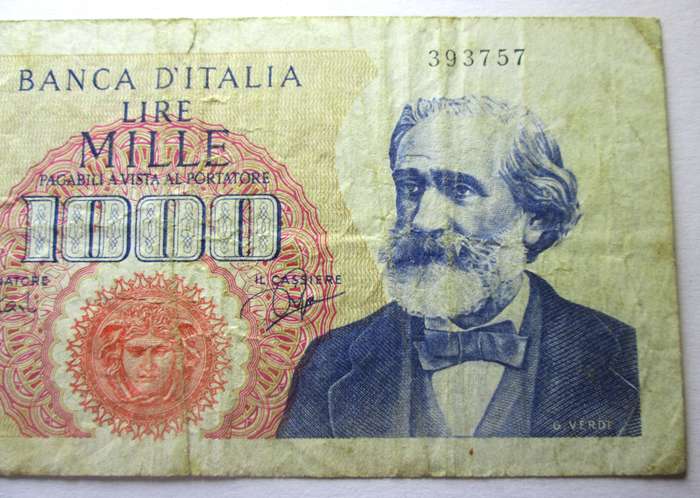 393757
BANCA D'ITALIA
LIRE
MILLE
PAGABILI A VISTA AL PORTATORE
1000
IL CASSIERE
G. VERDI